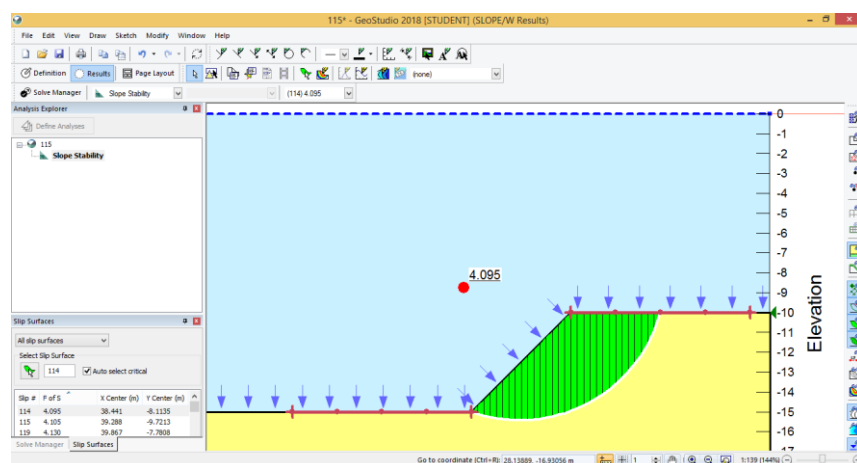 115* - GeoStudio 2018 [STUDENT] (SLOPE/W Results)
File Edit View Draw Sketch Modify Window Help
Definition Results Page Layout (none)
Solve Manager Slope Stability (114) 4.095
Analysis Explorer
Define Analyses
115
Slope Stability
0
-1
-2
-3
-4
-5
-6
-7
-8
-9
-10
-11
-12
-13
-14
-15
-16
-17
Elevation
4.095
Slip Surfaces
All slip surfaces
Select Slip Surface
114 Auto select critical
Slip # F of S X Center (m) Y Center (m)
114 4.095 38.441 -8.1135
115 4.105 39.288 -9.7213
119 4.130 39.867 -7.7808
Solve Manager Slip Surfaces
Go to coordinate (Ctrl+R): 28.13889, -16.93056 m 1 1:139 (144%)